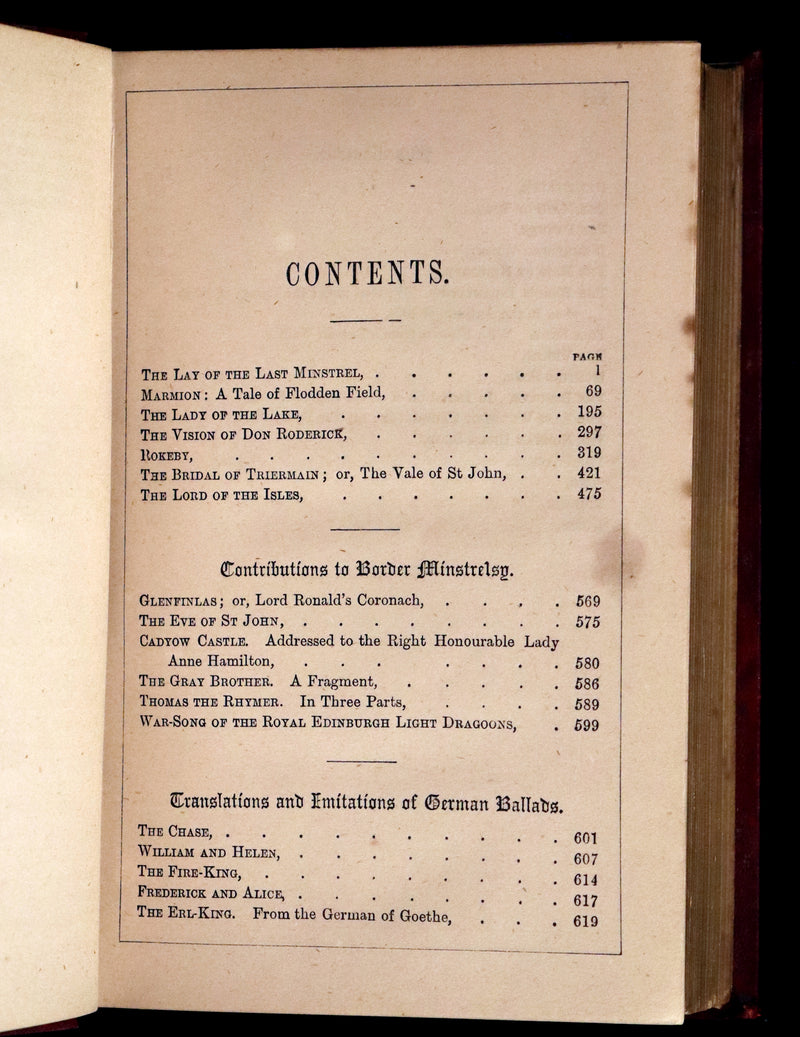 CONTENTS.
PAGE
THE LAY OF THE LAST MINSTREL, . . . . . . 1
MARMION: A Tale of Flodden Field, . . . . . 69
THE LADY OF THE LAKE, . . . . . . . 195
THE VISION OF DON RODERICK, . . . . . . 297
ROKEBY, . . . . . . . . . . 319
THE BRIDAL OF TRIERMAIN; or, The Vale of St John, . . 421
THE LORD OF THE ISLES, . . . . . . . 475
Contributions to Border Minstrelsy.
GLENFINLAS; or, Lord Ronald's Coronach, . . . . 569
THE EVE OF ST JOHN, . . . . . . . . 575
CADYOW CASTLE. Addressed to the Right Honourable Lady
Anne Hamilton, . . . . . . . 580
THE GRAY BROTHER. A Fragment, . . . . . 586
THOMAS THE RHYMER. In Three Parts, . . . . 589
WAR-SONG OF THE ROYAL EDINBURGH LIGHT DRAGOONS, . 599
Translations and Imitations of German Ballads.
THE CHASE, . . . . . . . . . . 601
WILLIAM AND HELEN, . . . . . . . . 607
THE FIRE-KING, . . . . . . . . . 614
FREDERICK AND ALICE, . . . . . . . . 617
THE ERL-KING. From the German of Goethe, . . . 619